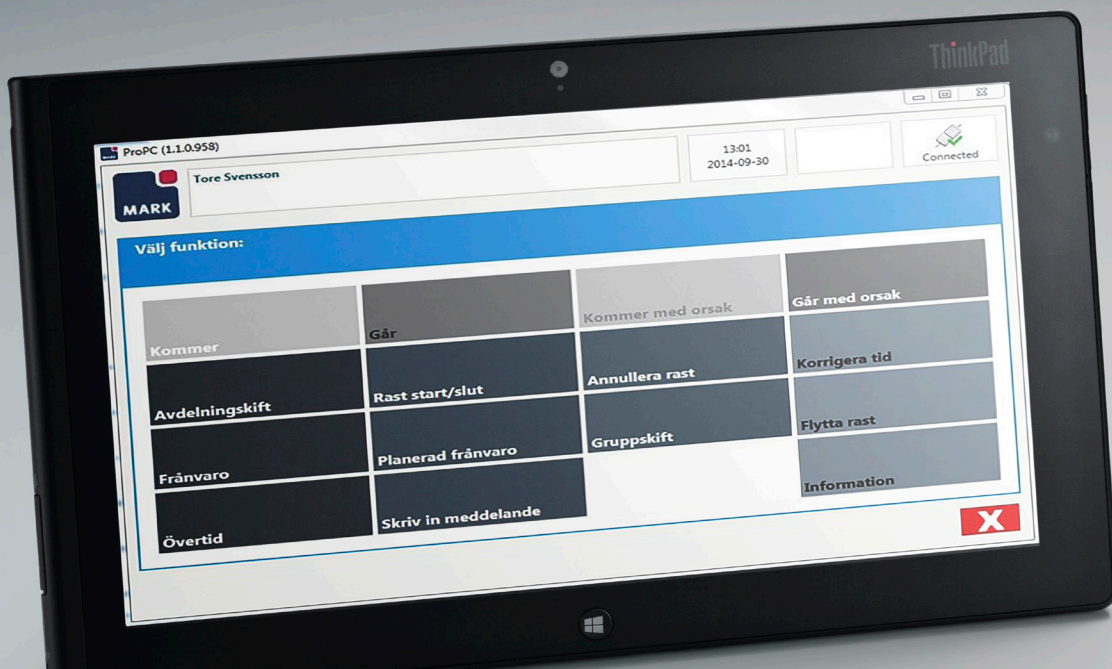 ThinkPad
ProPC (1.1.0.958)
MARK
Tore Svensson
13:01
2014-09-30
Connected
MARK
Välj funktion:
Kommer
Går
Kommer med orsak
Går med orsak
Avdelningskift
Rast start/slut
Annullera rast
Korrigera tid
Frånvaro
Planerad frånvaro
Gruppskift
Flytta rast
Övertid
Skriv in meddelande
Information
X